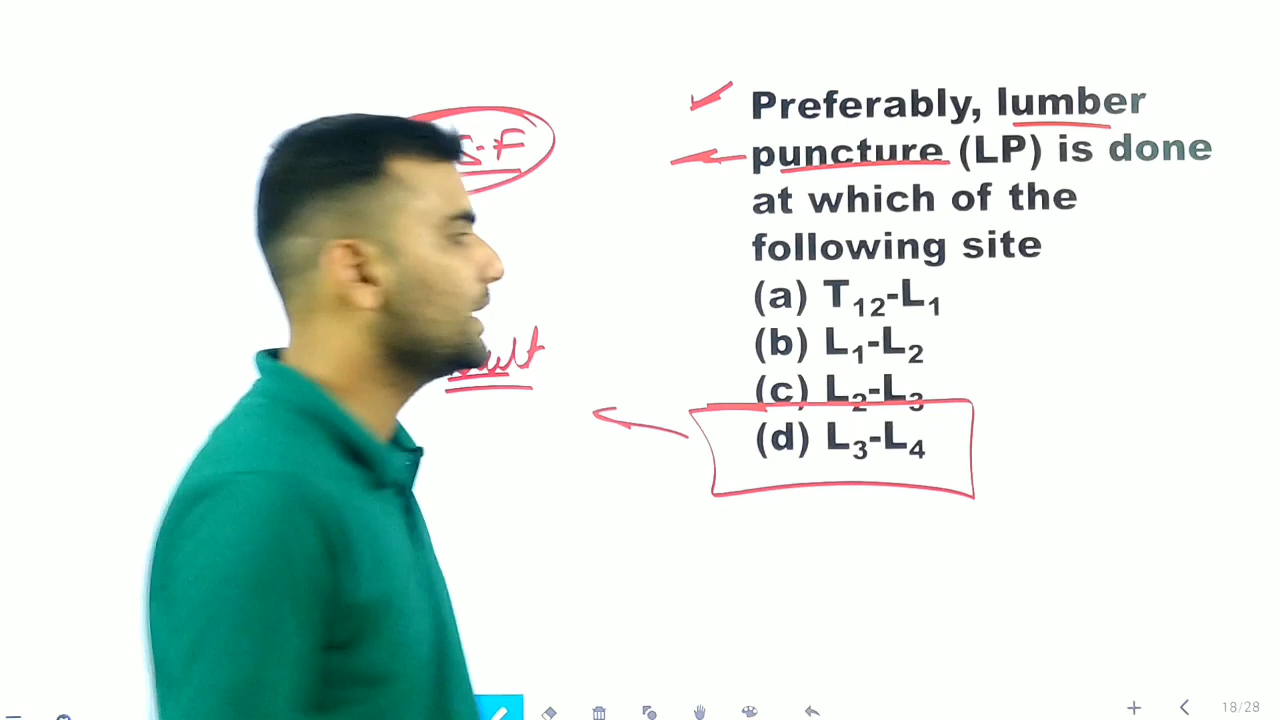 Preferably, lumber
puncture (LP) is done
at which of the
following site
(a) T₁₂-L₁
(b) L₁-L₂
(c) L₂-L₃
(d) L₃-L₄
18/28